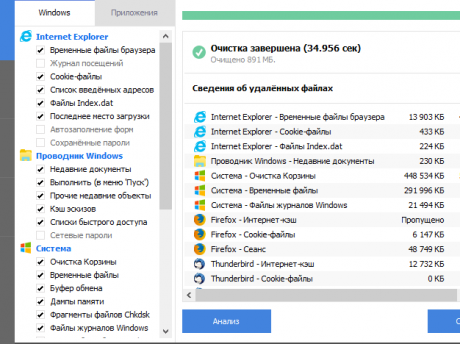 Windows
Приложения
Internet Explorer
Временные файлы браузера
Журнал посещений
Cookie-файлы
Список введённых адресов
Файлы Index.dat
Последнее место загрузки
Автозаполнение форм
Сохранённые пароли
Проводник Windows
Недавние документы
Выполнить (в меню 'Пуск')
Прочие недавние объекты
Кэш эскизов
Списки быстрого доступа
Сетевые пароли
Система
Очистка Корзины
Временные файлы
Буфер обмена
Дампы памяти
Фрагменты файлов Chkdsk
Файлы журналов Windows
Очистка завершена (34.956 сек)
Очищено 891 МБ.
Сведения об удалённых файлах
Internet Explorer - Временные файлы браузера 13 903 КБ
Internet Explorer - Cookie-файлы 433 КБ
Internet Explorer - Файлы Index.dat 224 КБ
Проводник Windows - Недавние документы 230 КБ
Система - Очистка Корзины 448 534 КБ
Система - Временные файлы 291 996 КБ
Система - Файлы журналов Windows 21 494 КБ
Firefox - Интернет-кэш Пропущено
Firefox - Cookie-файлы 6 147 КБ
Firefox - Сеанс 48 749 КБ
Thunderbird - Интернет-кэш 12 732 КБ
Thunderbird - Cookie-файлы 0 КБ
Анализ